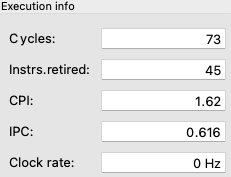 Execution info
Cycles: 73
Instrs.retired: 45
CPI: 1.62
IPC: 0.616
Clock rate: 0 Hz